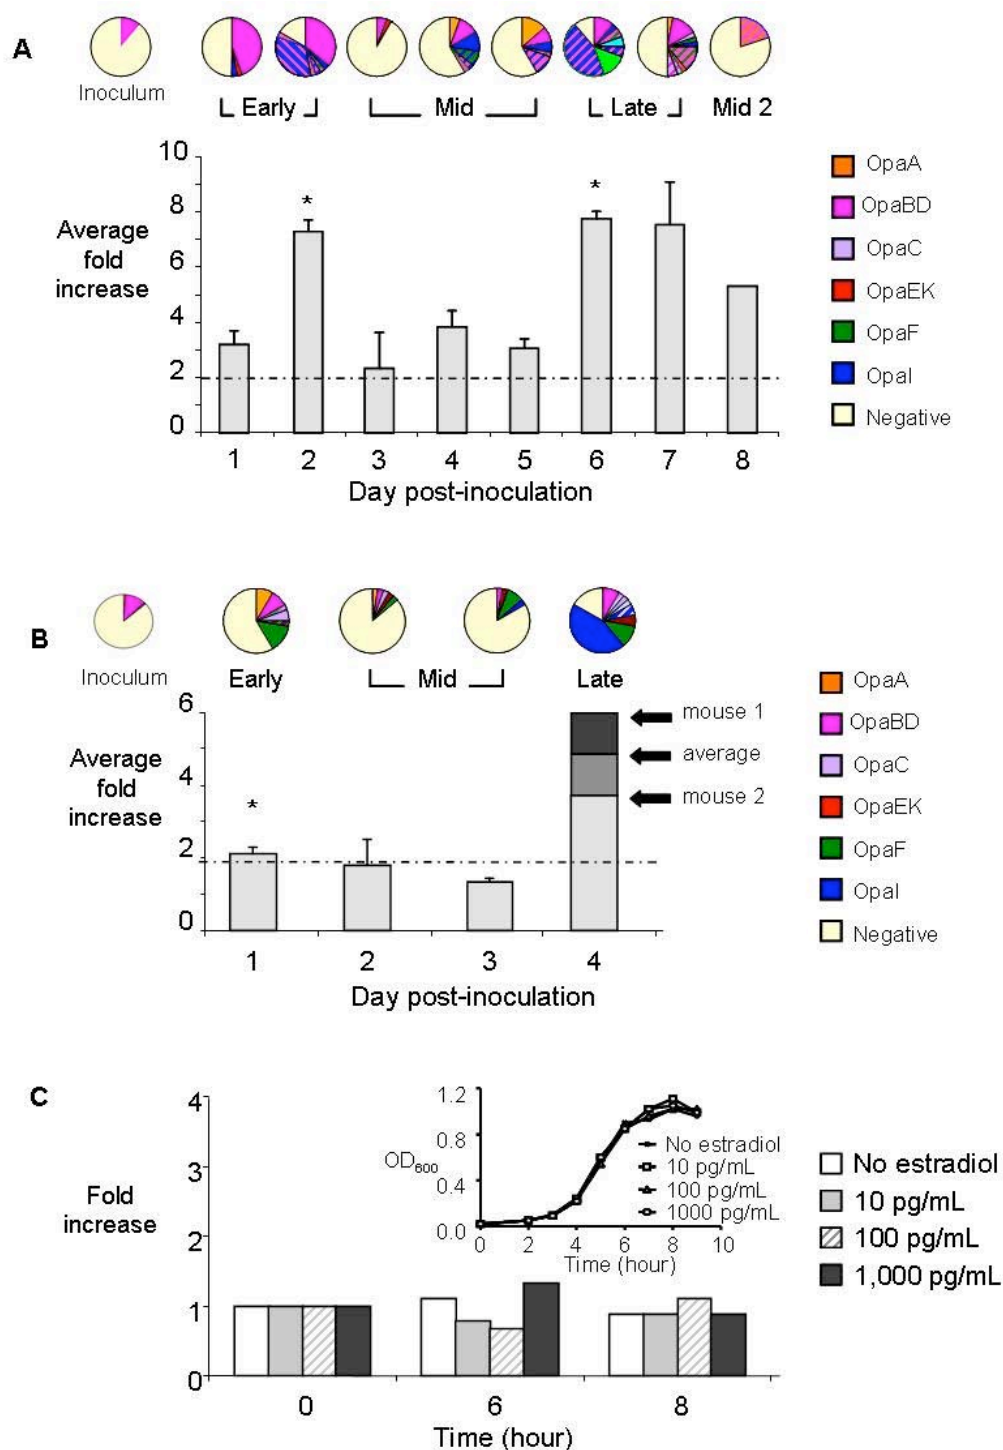 A
Inoculum
Early
Mid
Late
Mid 2
10
8
6
4
2
0
Average
fold
increase
*
*
1 2 3 4 5 6 7 8
Day post-inoculation
OpaA
OpaBD
OpaC
OpaEK
OpaF
OpaI
Negative
B
Inoculum
Early
Mid
Late
6
4
2
0
Average
fold
increase
*
mouse 1
average
mouse 2
1 2 3 4
Day post-inoculation
OpaA
OpaBD
OpaC
OpaEK
OpaF
OpaI
Negative
C
4
3
2
1
0
Fold
increase
1.2
0.8
0.4
0.0
OD600
No estradiol
10 pg/mL
100 pg/mL
1000 pg/mL
0 2 4 6 8 10
Time (hour)
0 6 8
Time (hour)
No estradiol
10 pg/mL
100 pg/mL
1,000 pg/mL